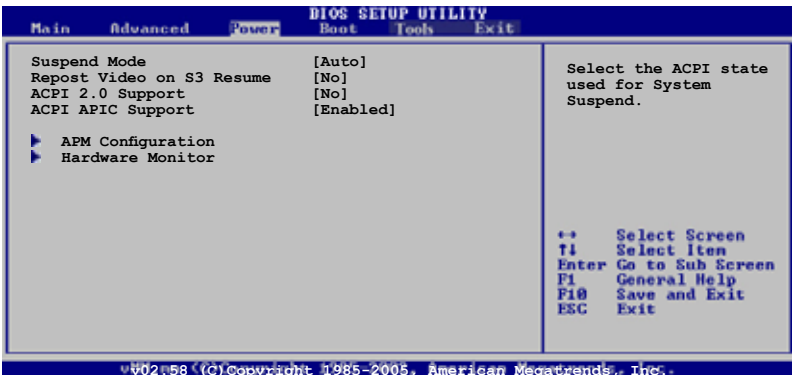 BIOS SETUP UTILITY
Main Advanced Power Boot Tools Exit
Suspend Mode [Auto]
Repost Video on S3 Resume [No]
ACPI 2.0 Support [No]
ACPI APIC Support [Enabled]
APM Configuration
Hardware Monitor
Select the ACPI state
used for System
Suspend.
↔ Select Screen
↑↓ Select Item
Enter Go to Sub Screen
F1 General Help
F10 Save and Exit
ESC Exit
v02.58 (C)Copyright 1985-2005, American Megatrends, Inc.